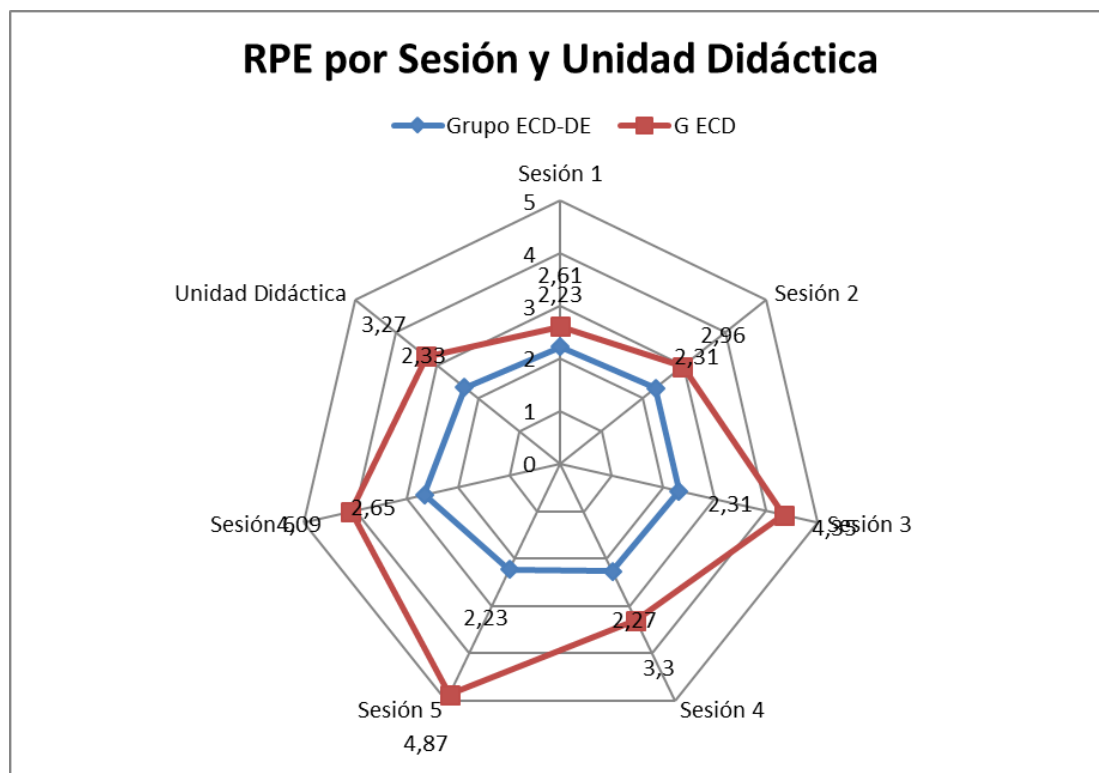 RPE por Sesión y Unidad Didáctica
Grupo ECD-DE
G ECD
Sesión 1
5
4
2,61
2,23
3
2
1
0
Sesión 2
2,96
2,31
Sesión 3
4,35
2,31
Sesión 4
3,3
2,27
Sesión 5
4,87
2,23
Sesión
4,09
2,65
Unidad Didáctica
3,27
2,33